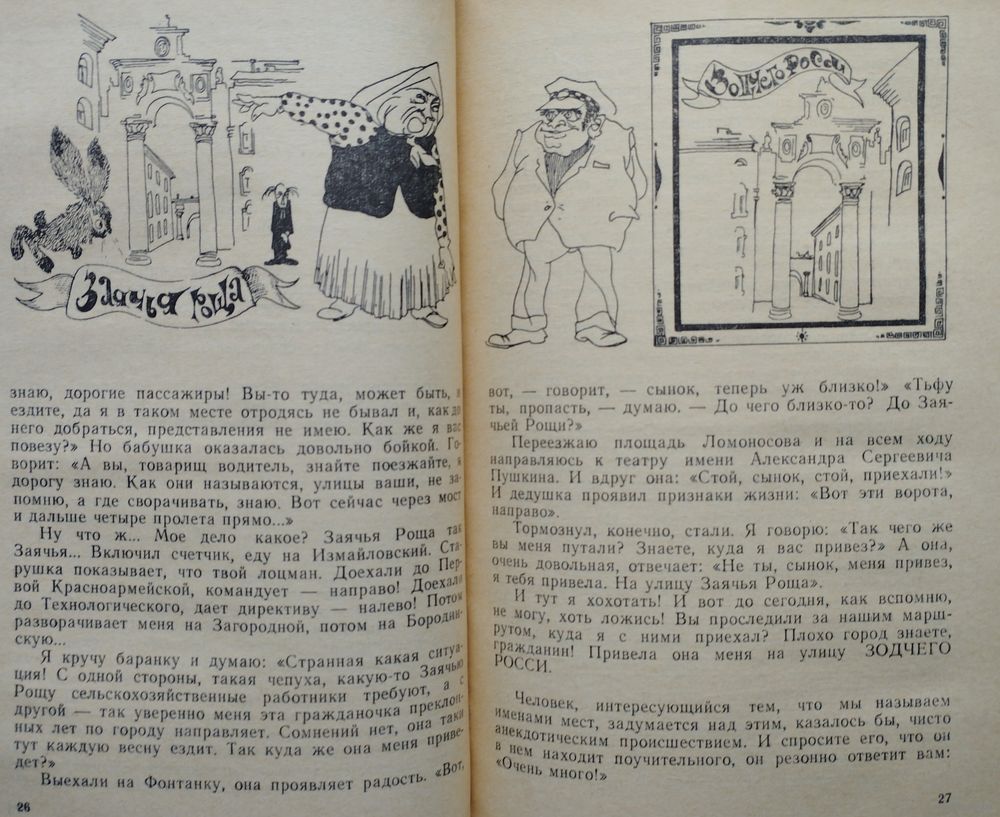 Заячья роща
знаю, дорогие пассажиры! Вы-то туда, может быть, и
ездите, да я в таком месте отродясь не бывал и, как до
него добраться, представления не имею. Как же я вас
повезу?» Но бабушка оказалась довольно бойкой. Го-
ворит: «А вы, товарищ водитель, знайте поезжайте, я
дорогу знаю. Как они называются, улицы ваши, не за-
помню, а где сворачивать, знаю. Вот сейчас через мост
и дальше четыре пролета прямо...»
Ну что ж... Мое дело какое? Заячья Роща так
Заячья... Включил счетчик, еду на Измайловский. Ста-
рушка показывает, что твой лоцман. Доехали до Пер-
вой Красноармейской, командует — направо! Доехали
до Технологического, дает директиву — налево! Потом
разворачивает меня на Загородной, потом на Бородин-
скую...
Я кручу баранку и думаю: «Странная какая ситуа-
ция! С одной стороны, такая чепуха, какую-то Заячью
Рощу сельскохозяйственные работники требуют, а с
другой — так уверенно меня эта гражданочка преклон-
ных лет по городу направляет. Сомнений нет, она таки
тут каждую весну ездит. Так куда же она меня приве-
дет?»
Выехали на Фонтанку, она проявляет радость. «Вот,
26
Зодчего Росси
вот, — говорит, — сынок, теперь уж близко!» «Тьфу
ты, пропасть, — думаю. — До чего близко-то? До Зая-
чьей Рощи?»
Переезжаю площадь Ломоносова и на всем ходу
направляюсь к театру имени Александра Сергеевича
Пушкина. И вдруг она: «Стой, сынок, стой, приехали!»
И дедушка проявил признаки жизни: «Вот эти ворота,
направо».
Тормознул, конечно, стали. Я говорю: «Так чего же
вы меня путали? Знаете, куда я вас привез?» А она,
очень довольная, отвечает: «Не ты, сынок, меня привез,
я тебя привела. На улицу Заячья Роща».
И тут я хохотать! И вот до сегодня, как вспомню,
не могу, хоть ложись! Вы проследили за нашим марш-
рутом, куда я с ними приехал? Плохо город знаете,
гражданин! Привела она меня на улицу ЗОДЧЕГО
РОССИ.
Человек, интересующийся тем, что мы называем
именами мест, задумается над этим, казалось бы, чисто
анекдотическим происшествием. И спросите его, что он
в нем находит поучительного, он резонно ответит вам:
«Очень много!»
27